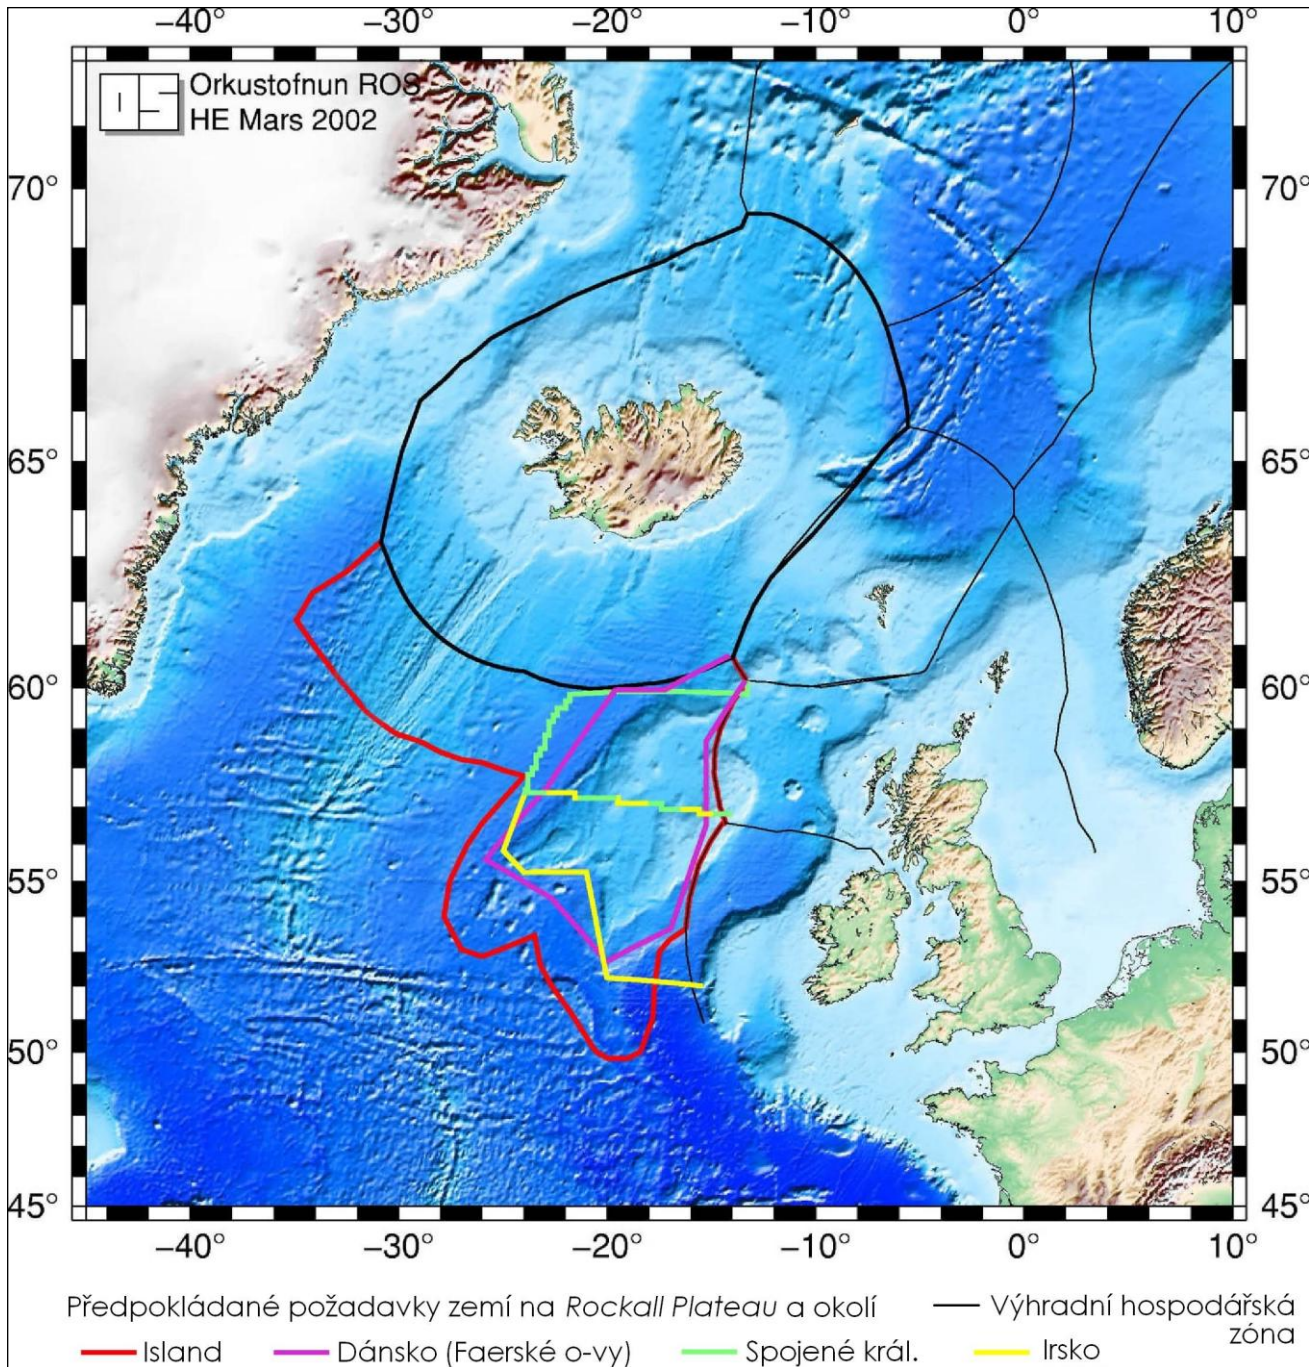 −40° −30° −20° −10° 0° 10°
Orkustofnun ROS
HE Mars 2002
70° 70°
65° 65°
60° 60°
55° 55°
50° 50°
45° 45°
−40° −30° −20° −10° 0° 10°
Předpokládané požadavky zemí na Rockall Plateau a okolí
Výhradní hospodářská
zóna
Island Dánsko (Faerské o-vy) Spojené král. Irsko